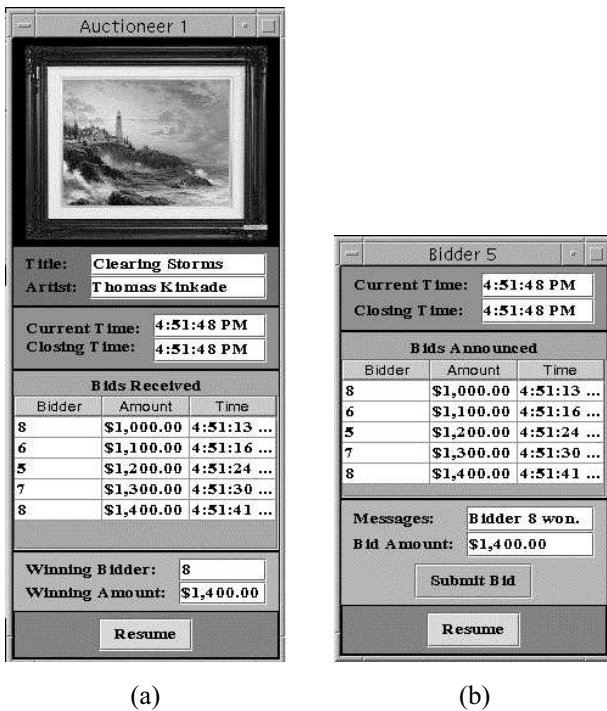 Auctioneer 1
Title: Clearing Storms
Artist: Thomas Kinkade
Current Time: 4:51:48 PM
Closing Time: 4:51:48 PM
Bids Received
Bidder Amount Time
8 $1,000.00 4:51:13 ...
6 $1,100.00 4:51:16 ...
5 $1,200.00 4:51:24 ...
7 $1,300.00 4:51:30 ...
8 $1,400.00 4:51:41 ...
Winning Bidder: 8
Winning Amount: $1,400.00
Resume
(a)
Bidder 5
Current Time: 4:51:48 PM
Closing Time: 4:51:48 PM
Bids Announced
Bidder Amount Time
8 $1,000.00 4:51:13 ...
6 $1,100.00 4:51:16 ...
5 $1,200.00 4:51:24 ...
7 $1,300.00 4:51:30 ...
8 $1,400.00 4:51:41 ...
Messages: Bidder 8 won.
Bid Amount: $1,400.00
Submit Bid
Resume
(b)